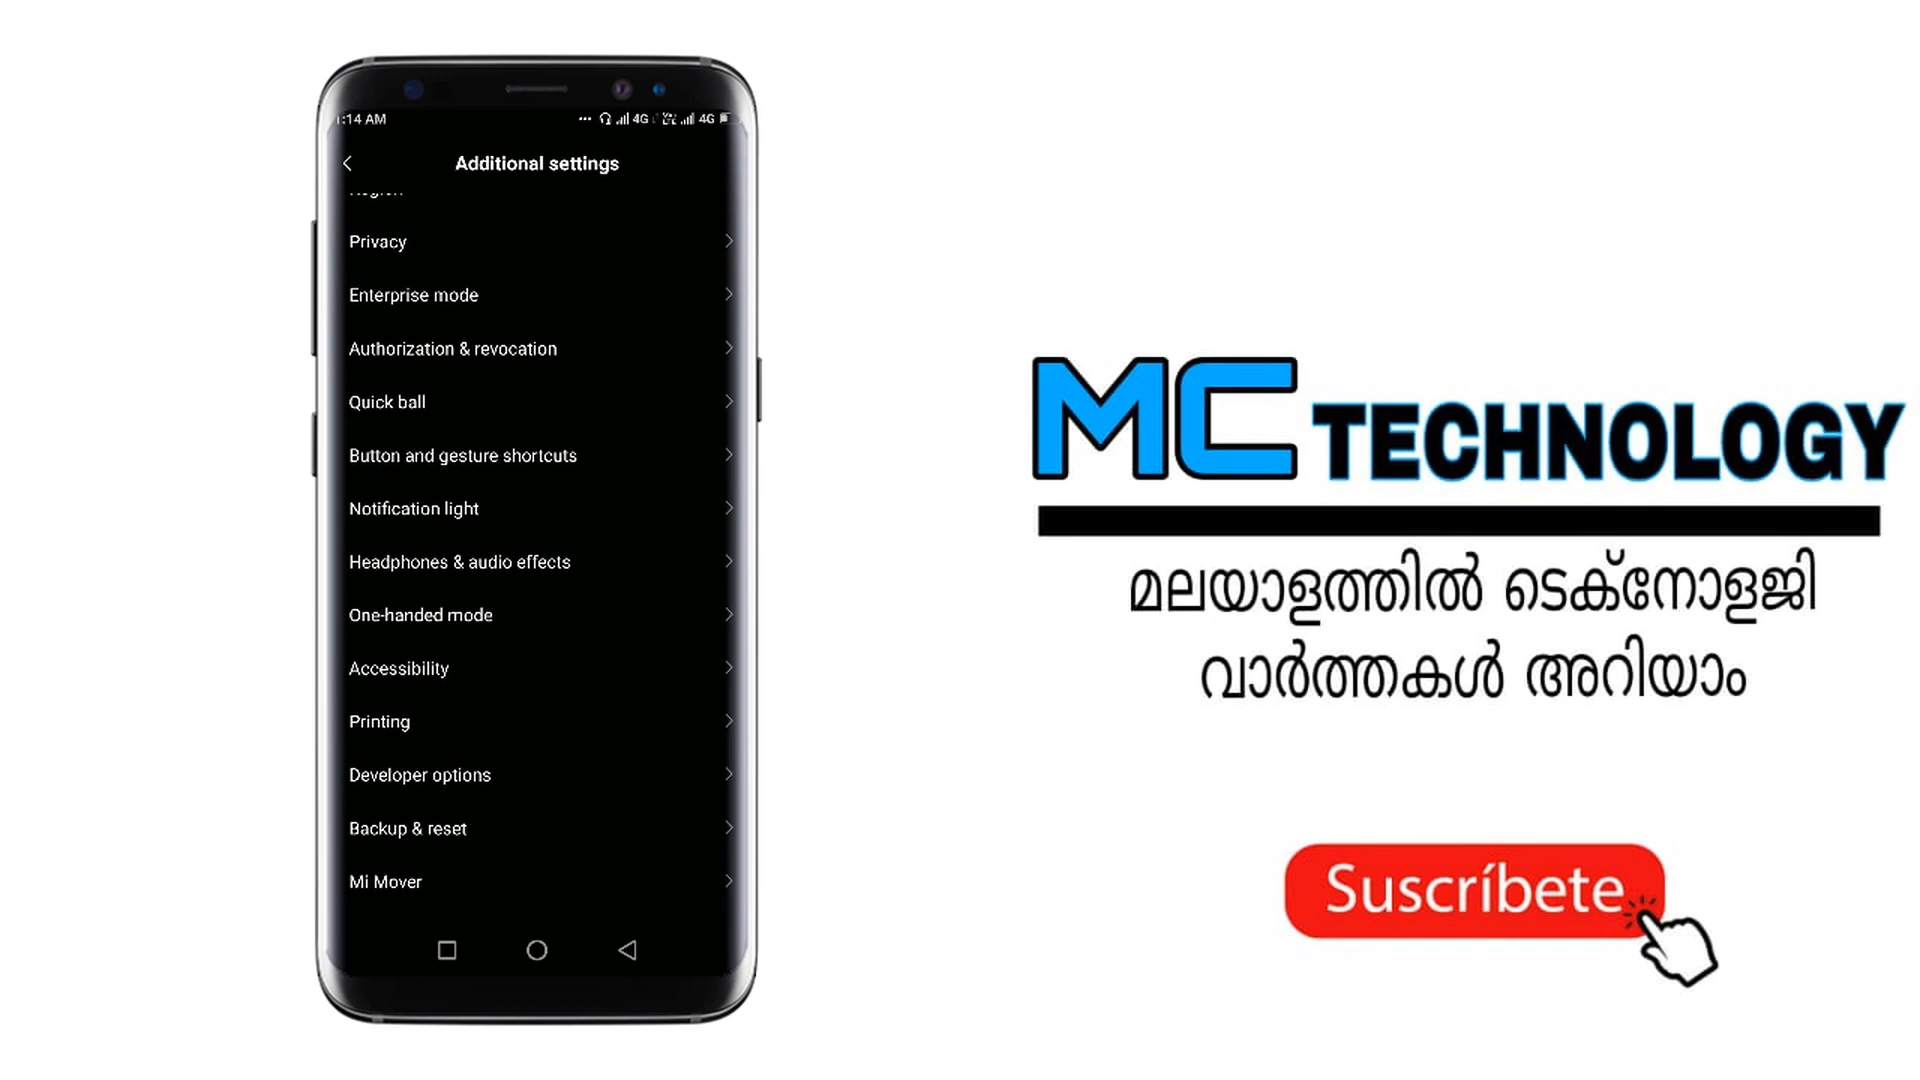 :14 AM
4G 4G
Additional settings
Privacy
Enterprise mode
Authorization & revocation
Quick ball
Button and gesture shortcuts
Notification light
Headphones & audio effects
One-handed mode
Accessibility
Printing
Developer options
Backup & reset
Mi Mover
MC TECHNOLOGY
മലയാളത്തിൽ ടെക്നോളജി
വാർത്തകൾ അറിയാം
Suscríbete